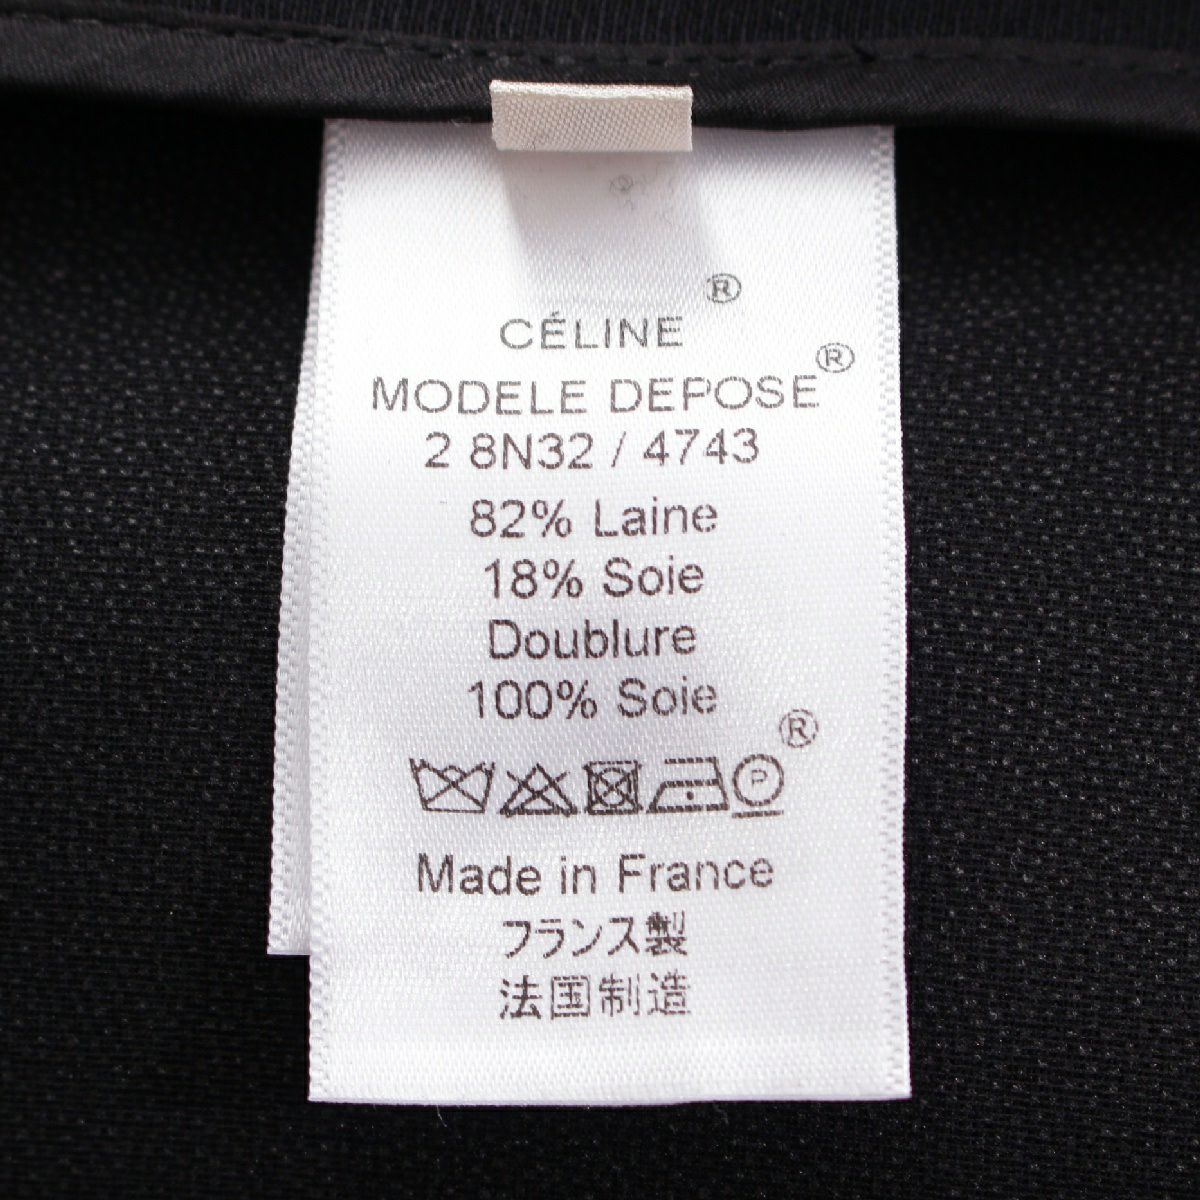 ®
CÉLINE
MODELE DEPOSE®
2 8N32 / 4743
82% Laine
18% Soie
Doublure
100% Soie
®
P
Made in France
フランス製
法国制造